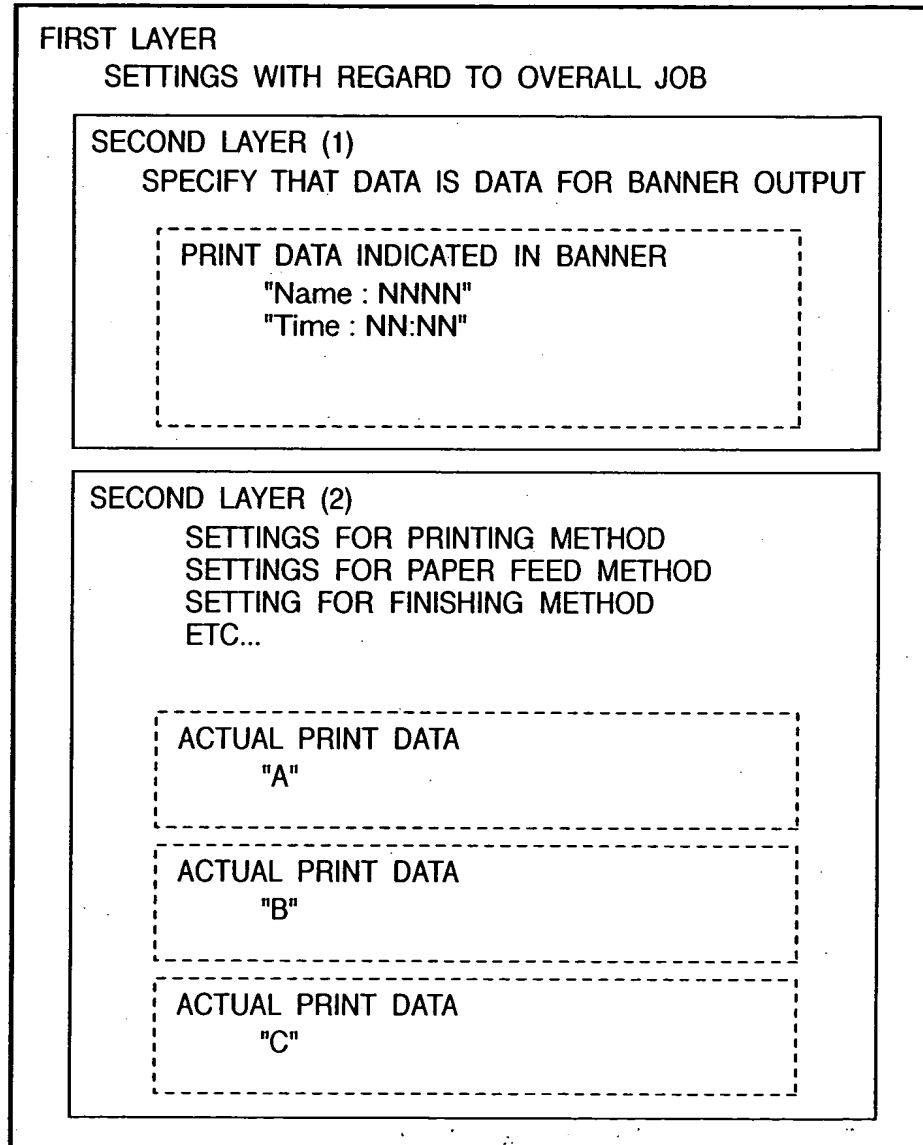 FIRST LAYER
SETTINGS WITH REGARD TO OVERALL JOB
SECOND LAYER (1)
SPECIFY THAT DATA IS DATA FOR BANNER OUTPUT
PRINT DATA INDICATED IN BANNER
"Name : NNNN"
"Time : NN:NN"
SECOND LAYER (2)
SETTINGS FOR PRINTING METHOD
SETTINGS FOR PAPER FEED METHOD
SETTING FOR FINISHING METHOD
ETC...
ACTUAL PRINT DATA
"A"
ACTUAL PRINT DATA
"B"
ACTUAL PRINT DATA
"C"